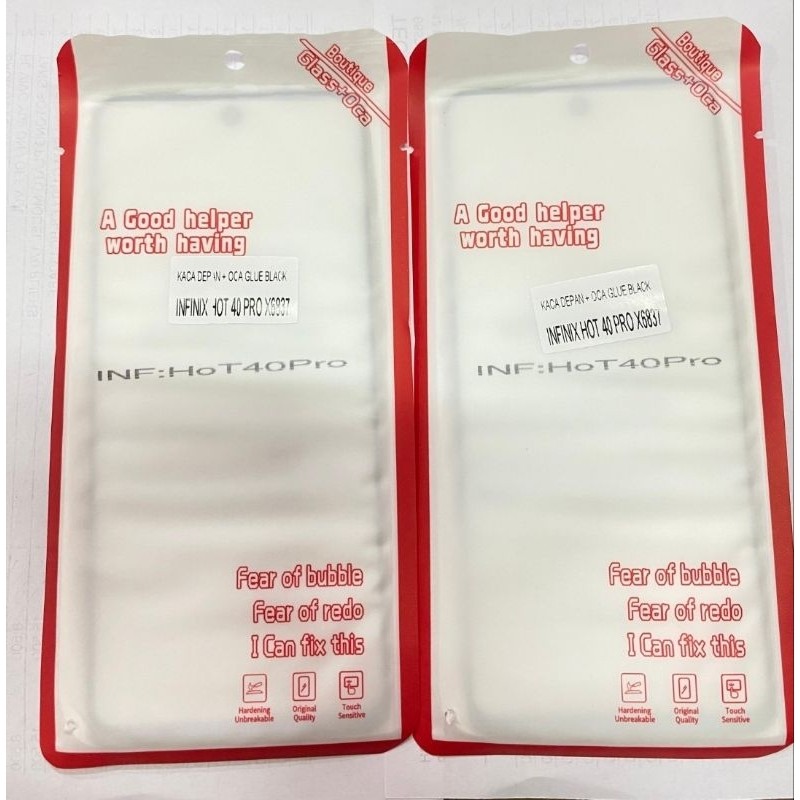 Boutique
Glass+Oca
A Good helper
worth having
KACA DEPAN + OCA GLUE BLACK
INFINIX HOT 40 PRO X6837
INF:HoT40Pro
Fear of bubble
Fear of redo
I Can fix this
Hardening
Unbreakable
Original
Quality
Touch
Sensitive
Boutique
Glass+Oca
A Good helper
worth having
KACA DEPAN + OCA GLUE BLACK
INFINIX HOT 40 PRO X6837
INF:HoT40Pro
Fear of bubble
Fear of redo
I Can fix this
Hardening
Unbreakable
Original
Quality
Touch
Sensitive